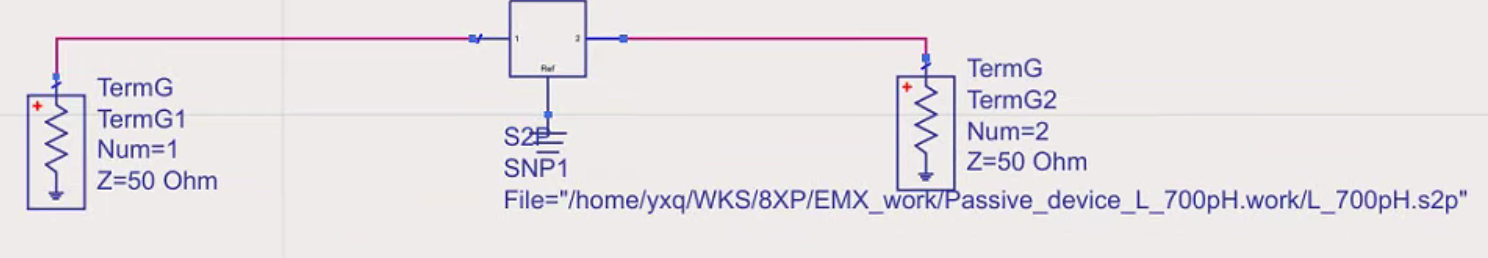 1
2
Ref
TermG
TermG1
Num=1
Z=50 Ohm
S2P
SNP1
File="/home/yxq/WKS/8XP/EMX_work/Passive_device_L_700pH.work/L_700pH.s2p"
TermG
TermG2
Num=2
Z=50 Ohm